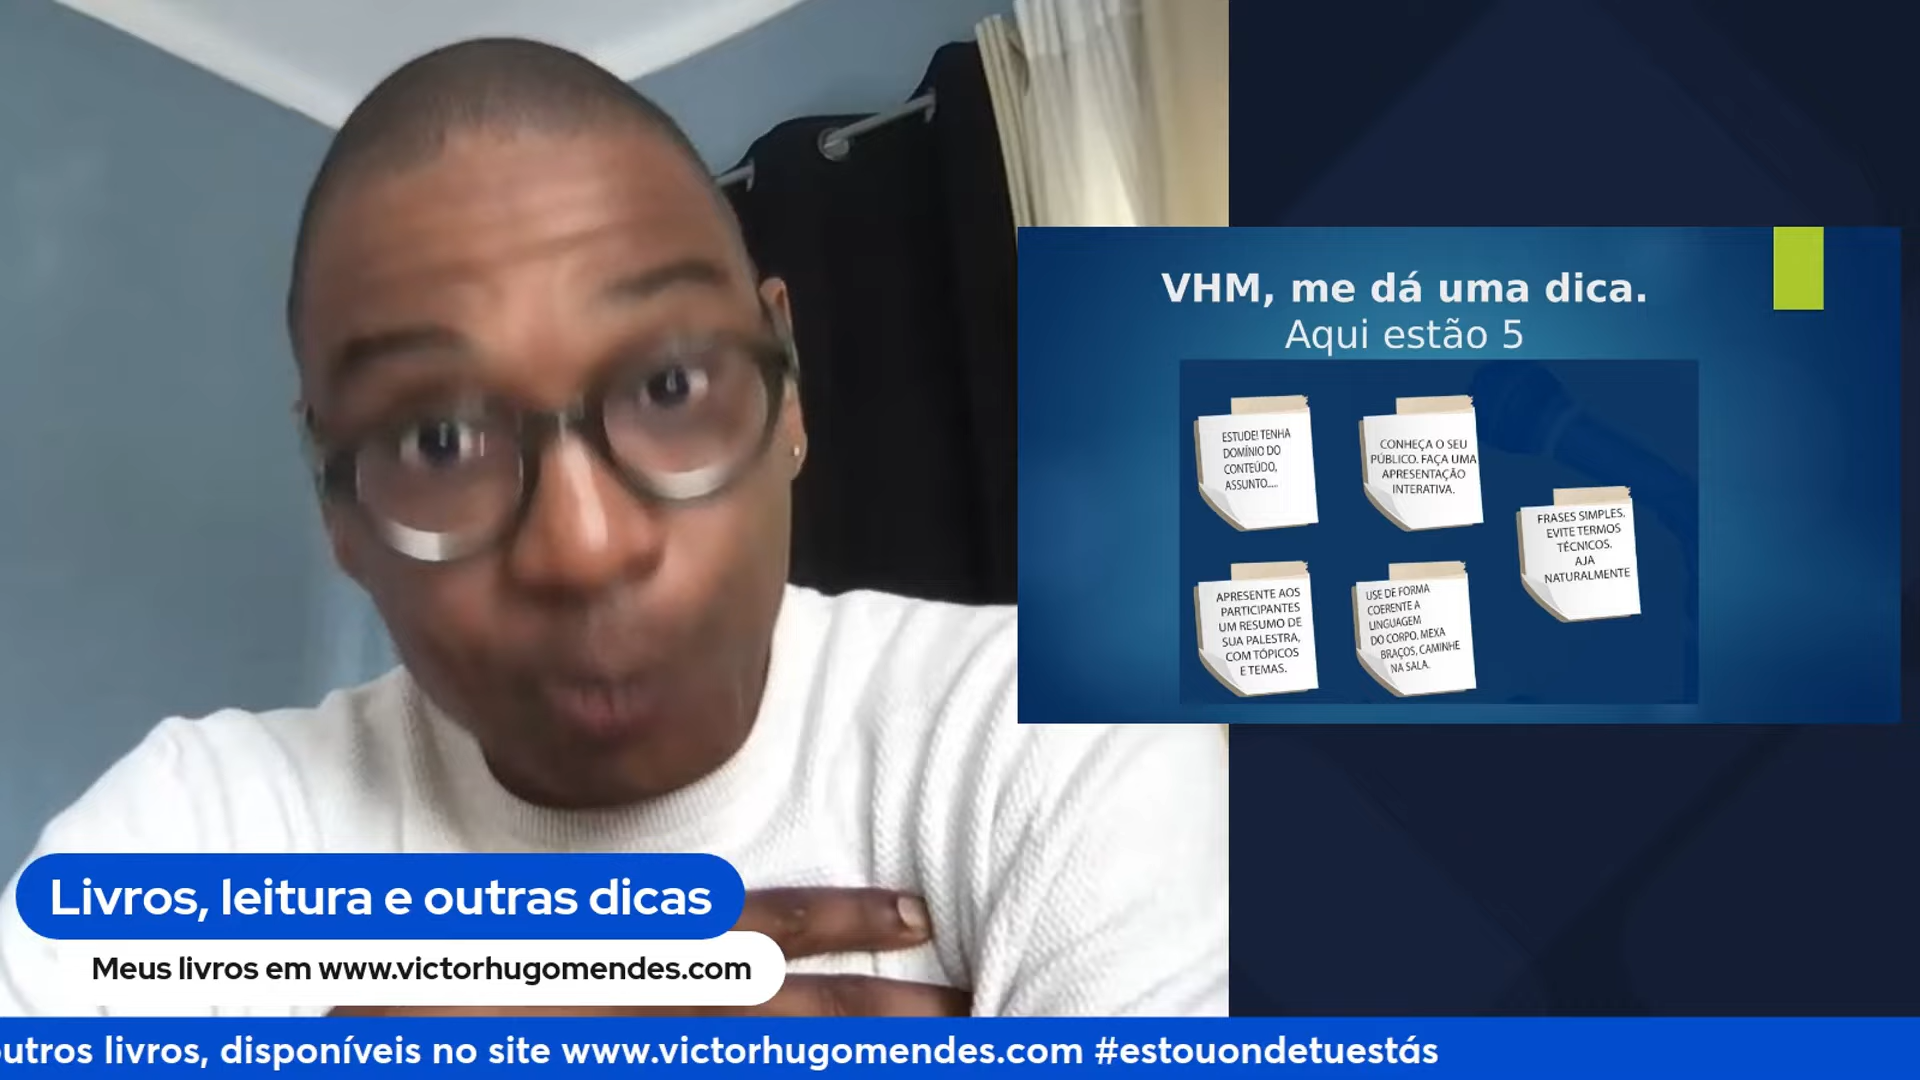 VHM, me dá uma dica.
Aqui estão 5
ESTUDE! TENHA
DOMÍNIO DO
CONTEÚDO,
ASSUNTO....
CONHEÇA O SEU
PÚBLICO. FAÇA UMA
APRESENTAÇÃO
INTERATIVA.
FRASES SIMPLES.
EVITE TERMOS
TÉCNICOS.
AJA
NATURALMENTE
APRESENTE AOS
PARTICIPANTES
UM RESUMO DE
SUA PALESTRA,
COM TÓPICOS
E TEMAS.
USE DE FORMA
COERENTE A
LINGUAGEM
DO CORPO. MEXA
BRAÇOS, CAMINHE
NA SALA.
Livros, leitura e outras dicas
Meus livros em www.victorhugomendes.com
outros livros, disponíveis no site www.victorhugomendes.com #estouondetuestás